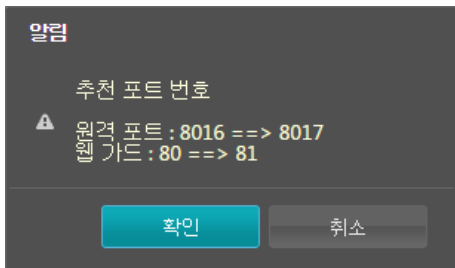 알림
추천 포트 번호
원격 포트 : 8016 ==> 8017
웹 가드 : 80 ==> 81
확인
취소